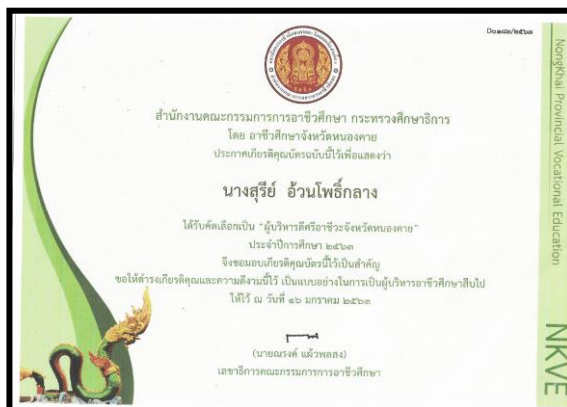 สำนักงานคณะกรรมการการอาชีวศึกษา กระทรวงศึกษาธิการ
โดย อาชีวศึกษาจังหวัดหนองคาย
ประกาศเกียรติคุณบัตรฉบับนี้ไว้เพื่อแสดงว่า
นางสุรีย์ อ้วนโพธิ์กลาง
ได้รับคัดเลือกเป็น "ผู้บริหารดีศรีอาชีวะจังหวัดหนองคาย"
ประจำปีการศึกษา ๒๕๖๓
จึงขอมอบเกียรติคุณบัตรนี้ไว้เป็นสำคัญ
ขอให้ดำรงเกียรติคุณและความดีงามนี้ไว้ เป็นแบบอย่างในการเป็นผู้บริหารอาชีวศึกษาสืบไป
ให้ไว้ ณ วันที่ ๑๖ มกราคม ๒๕๖๓
(นายณรงค์ แผ้วพลสง)
เลขาธิการคณะกรรมการการอาชีวศึกษา
NongKhai Provincial Vocational Education
NKVE